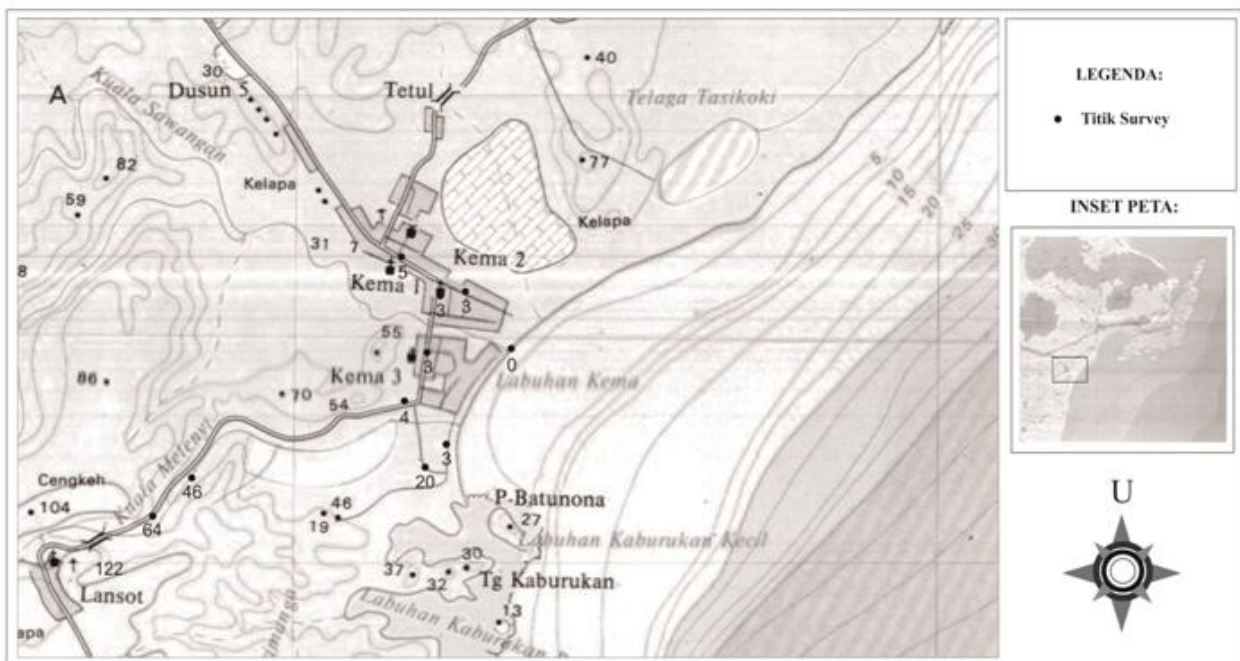 40
30
A
Dusun 5
Tetul
Kuala Sawangan
Telaga Tasikoki
82
77
5
10
15
20
25
30
59
Kelapa
Kelapa
31
7
Kema 2
8
5
Kema 1
3
3
55
3
0
86
Kema 3
Labuhan Kema
70
54
4
3
20
Kuala Melenyi
46
Cengkeh
46
P-Batunona
104
64
19
27
Labuhan Kaburukan Kecil
122
30
37
32
Tg Kaburukan
Lansot
13
Labuhan Kaburukan
apa
LEGENDA:
• Titik Survey
INSET PETA:
U